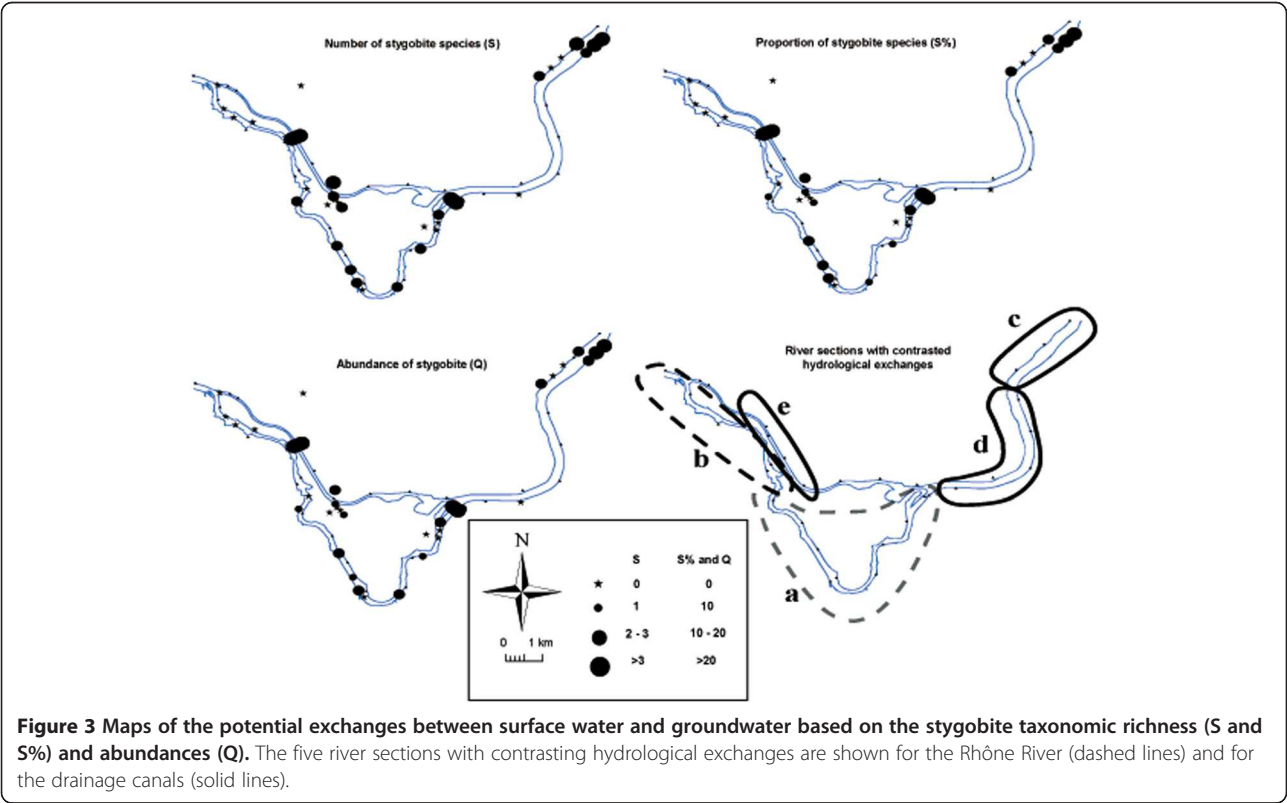 Number of stygobite species (S)
Proportion of stygobite species (S%)
Abundance of stygobite (Q)
River sections with contrasted
hydrological exchanges
c
e
d
b
a
N
S S% and Q
0 0
1 10
2 - 3 10 - 20
>3 >20
0 1 km
Figure 3 Maps of the potential exchanges between surface water and groundwater based on the stygobite taxonomic richness (S and
S%) and abundances (Q). The five river sections with contrasting hydrological exchanges are shown for the Rhône River (dashed lines) and for
the drainage canals (solid lines).